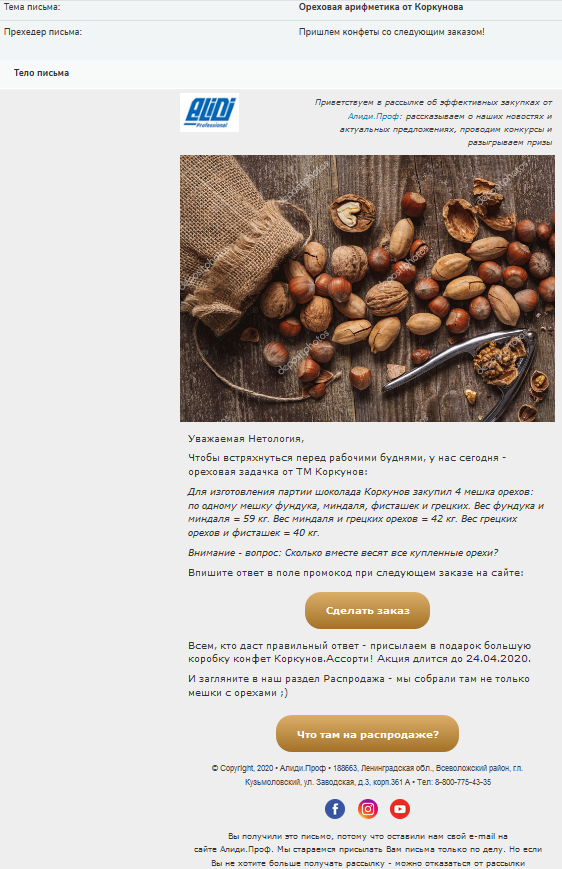 Тема письма: Ореховая арифметика от Коркунова
Прехедер письма: Пришлем конфеты со следующим заказом!
Тело письма
ALIDI
Professional
Приветствуем в рассылке об эффективных закупках от
Алиди.Проф: рассказываем о наших новостях и
актуальных предложениях, проводим конкурсы и
разыгрываем призы
depositphotos
depositphotos
depositphotos
depositphotos
depositphotos
depositphotos
Уважаемая Нетология,
Чтобы встряхнуться перед рабочими буднями, у нас сегодня -
ореховая задачка от ТМ Коркунов:
Для изготовления партии шоколада Коркунов закупил 4 мешка орехов:
по одному мешку фундука, миндаля, фисташек и грецких. Вес фундука и
миндаля = 59 кг. Вес миндаля и грецких орехов = 42 кг. Вес грецких
орехов и фисташек = 40 кг.
Внимание - вопрос: Сколько вместе весят все купленные орехи?
Впишите ответ в поле промокод при следующем заказе на сайте:
Сделать заказ
Всем, кто даст правильный ответ - присылаем в подарок большую
коробку конфет Коркунов.Ассорти! Акция длится до 24.04.2020.
И загляните в наш раздел Распродажа - мы собрали там не только
мешки с орехами ;)
Что там на распродаже?
© Copyright, 2020 • Алиди.Проф • 188663, Ленинградская обл., Всеволожский район, г.п.
Кузьмоловский, ул. Заводская, д.3, корп.361 А • Тел: 8-800-775-43-35
Вы получили это письмо, потому что оставили нам свой e-mail на
сайте Алиди.Проф. Мы стараемся присылать Вам письма только по делу. Но если
Вы не хотите больше получать рассылку - можно отказаться от рассылки